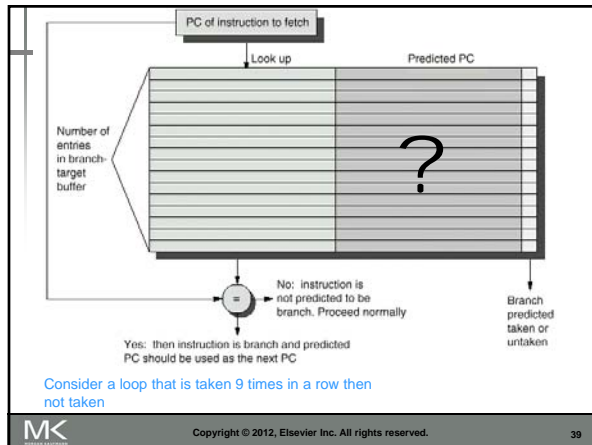 PC of instruction to fetch
Look up
Predicted PC
Number of
entries
in branch-
target
buffer
?
=
No: instruction is
not predicted to be
branch. Proceed normally
Branch
predicted
taken or
untaken
Yes: then instruction is branch and predicted
PC should be used as the next PC
Consider a loop that is taken 9 times in a row then
not taken
MK
Copyright © 2012, Elsevier Inc. All rights reserved.
39